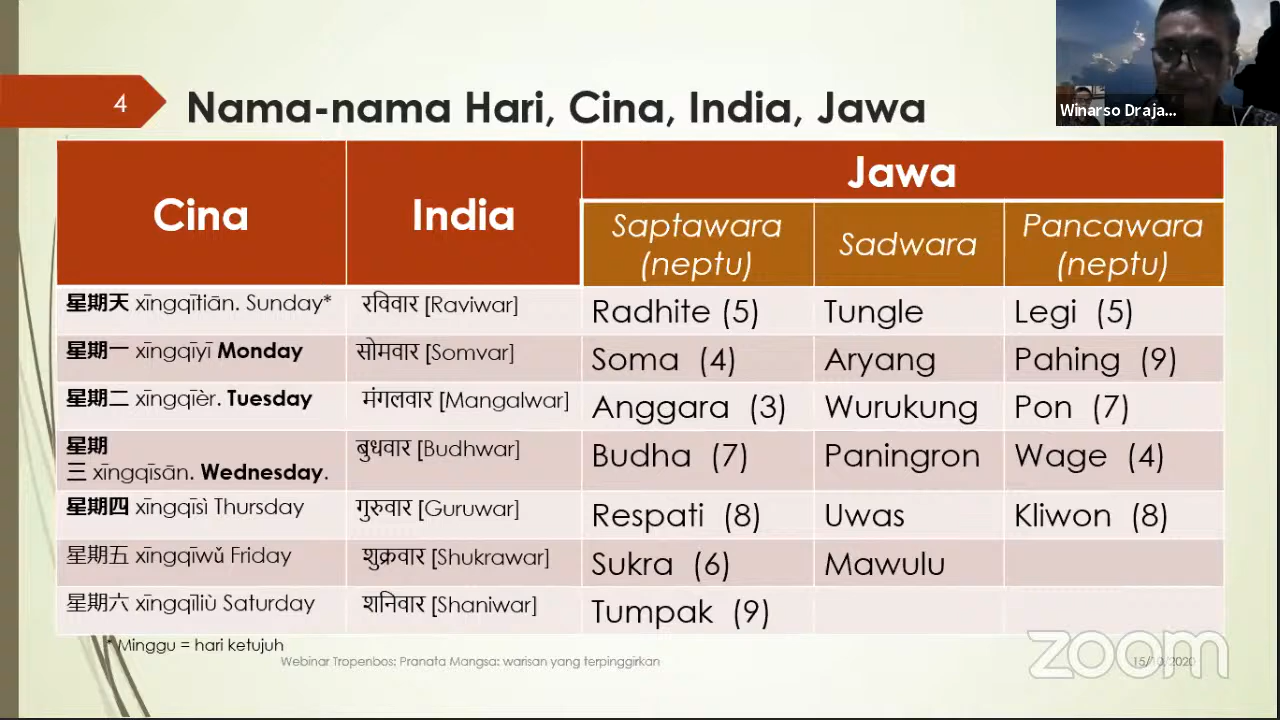 4
Nama-nama Hari, Cina, India, Jawa
Winarso Draja...
Cina
India
Jawa
Saptawara
(neptu)
Sadwara
Pancawara
(neptu)
星期天 xīngqītiān. Sunday*
रविवार [Raviwar]
Radhite (5)
Tungle
Legi (5)
星期一 xīngqīyī Monday
सोमवार [Somvar]
Soma (4)
Aryang
Pahing (9)
星期二 xīngqīèr. Tuesday
मंगलवार [Mangalwar]
Anggara (3)
Wurukung
Pon (7)
星期
三 xīngqīsān. Wednesday.
बुधवार [Budhwar]
Budha (7)
Paningron
Wage (4)
星期四 xīngqīsì Thursday
गुरुवार [Guruwar]
Respati (8)
Uwas
Kliwon (8)
星期五 xīngqīwǔ Friday
शुक्रवार [Shukrawar]
Sukra (6)
Mawulu
星期六 xīngqīliù Saturday
शनिवार [Shaniwar]
Tumpak (9)
* Minggu = hari ketujuh
Webinar Tropenbos: Pranata Mangsa: warisan yang terpinggirkan
15/10/2020
zoom